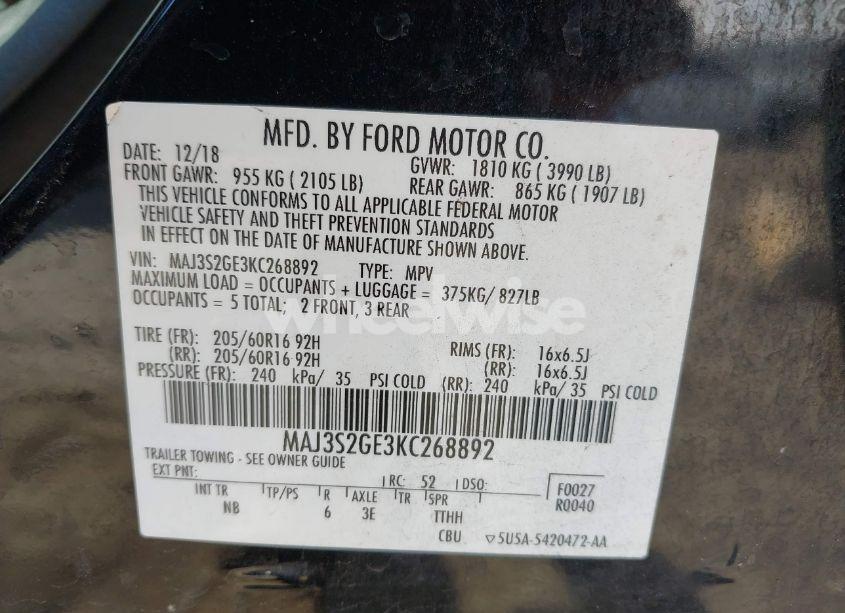 MFD. BY FORD MOTOR CO.
DATE: 12/18 GVWR: 1810 KG ( 3990 LB)
FRONT GAWR: 955 KG ( 2105 LB) REAR GAWR: 865 KG ( 1907 LB)
THIS VEHICLE CONFORMS TO ALL APPLICABLE FEDERAL MOTOR
VEHICLE SAFETY AND THEFT PREVENTION STANDARDS
IN EFFECT ON THE DATE OF MANUFACTURE SHOWN ABOVE.
VIN: MAJ3S2GE3KC268892 TYPE: MPV
MAXIMUM LOAD = OCCUPANTS + LUGGAGE = 375KG/ 827LB
OCCUPANTS = 5 TOTAL; 2 FRONT, 3 REAR
wheelwise
TIRE (FR): 205/60R16 92H RIMS (FR): 16x6.5J
(RR): 205/60R16 92H (RR): 16x6.5J
PRESSURE (FR): 240 kPa/ 35 PSI COLD (RR): 240 kPa/ 35 PSI COLD
MAJ3S2GE3KC268892
TRAILER TOWING - SEE OWNER GUIDE
EXT PNT: RC: 52 DSO: F0027
R0040
INT TR TP/PS R AXLE TR SPR
NB 6 3E TTHH
CBU ▽5U5A-5420472-AA